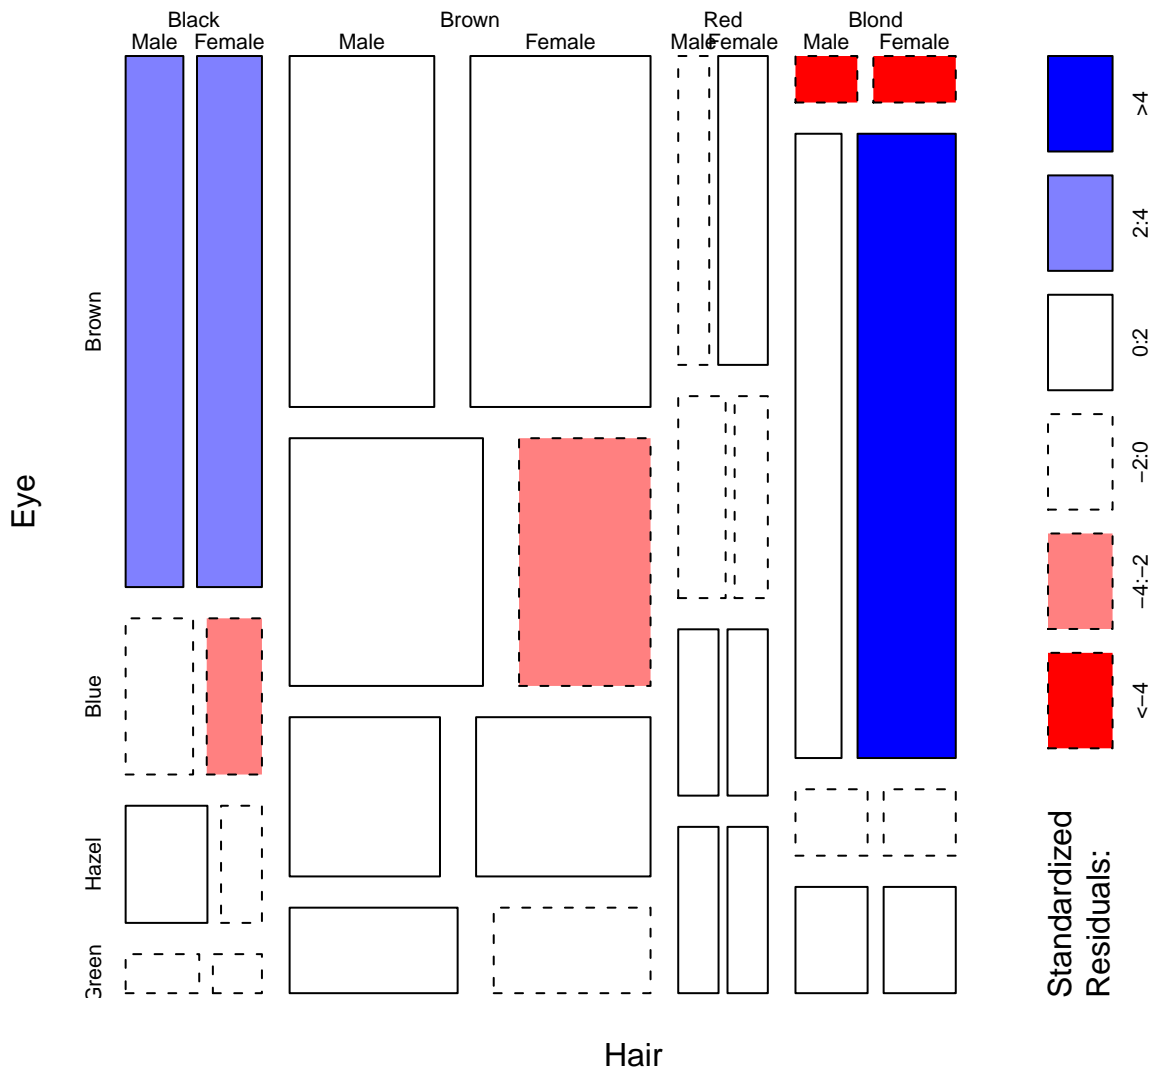 Black Brown Red Blond
Male Female Male Female Male Female Male Female
Brown
Blue
Hazel
Green
Eye
Hair
>4
2:4
0:2
−2:0
−4:−2
<−4
Standardized
Residuals: